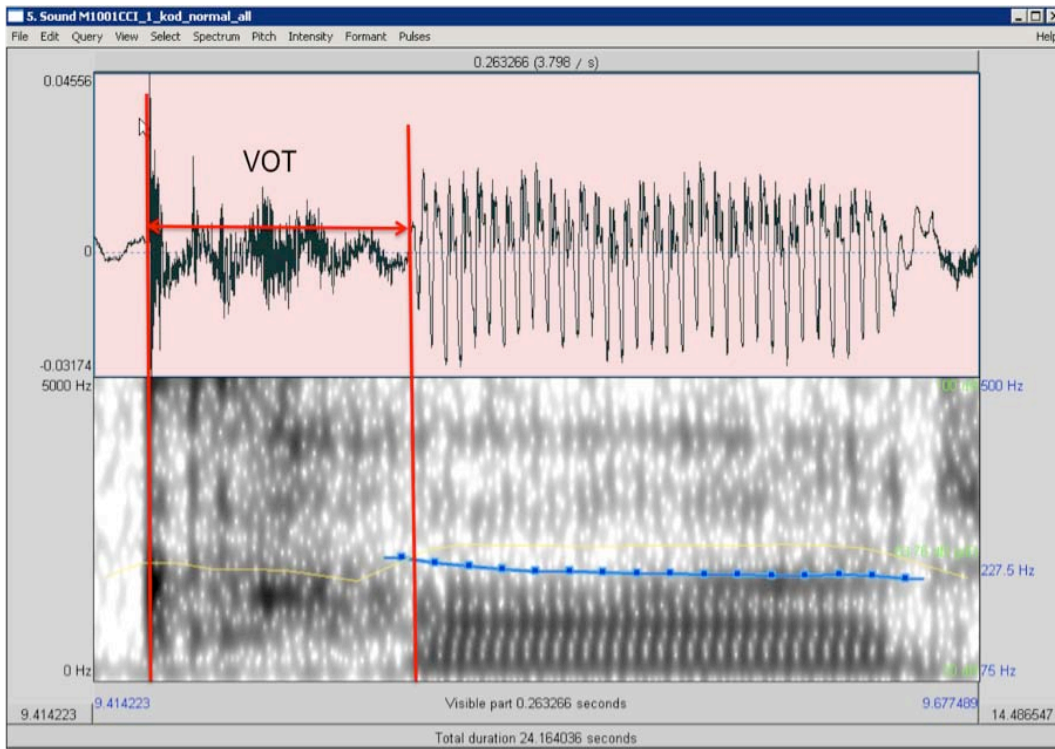 5. Sound M1001CCI_1_kod_normal_all
File Edit Query View Select Spectrum Pitch Intensity Formant Pulses Help
0.263266 (3.798 / s)
0.04556
VOT
0
-0.03174
5000 Hz
500 Hz
227.5 Hz
0 Hz
75 Hz
9.414223
9.414223
Visible part 0.263266 seconds
9.677489
14.486547
Total duration 24.164036 seconds